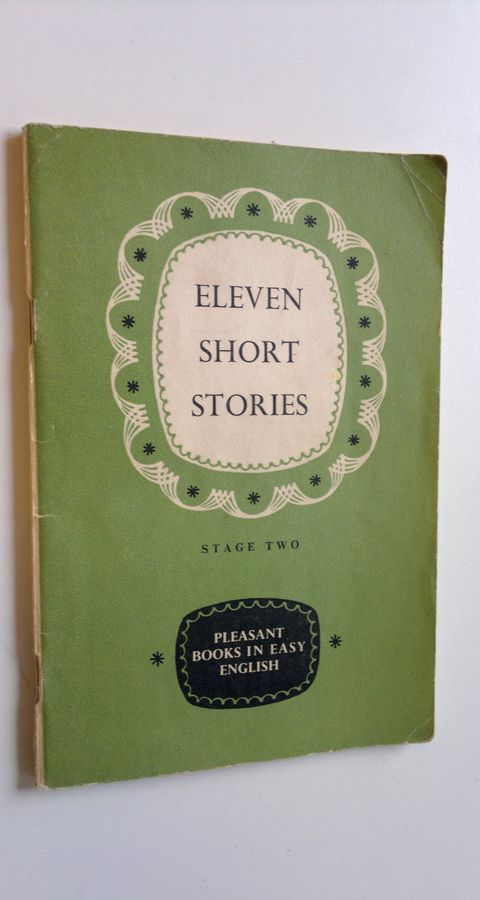 ELEVEN
SHORT
STORIES
STAGE TWO
PLEASANT
BOOKS IN EASY
ENGLISH